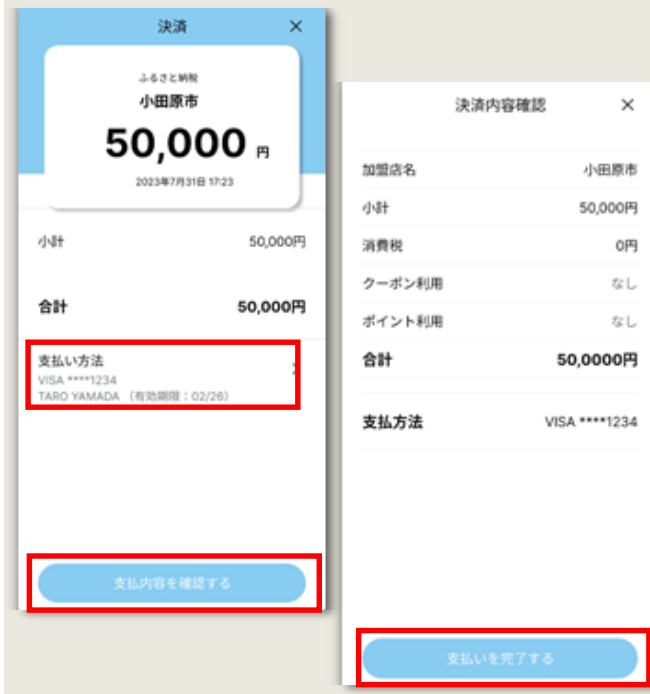 決済 ×
ふるさと納税
小田原市
50,000 円
2023年7月31日 17:23
小計 50,000円
合計 50,000円
支払い方法
VISA ****1234
TARO YAMADA （有効期限：02/26）
支払内容を確認する
決済内容確認 ×
加盟店名 小田原市
小計 50,000円
消費税 0円
クーポン利用 なし
ポイント利用 なし
合計 50,0000円
支払方法 VISA ****1234
支払いを完了する